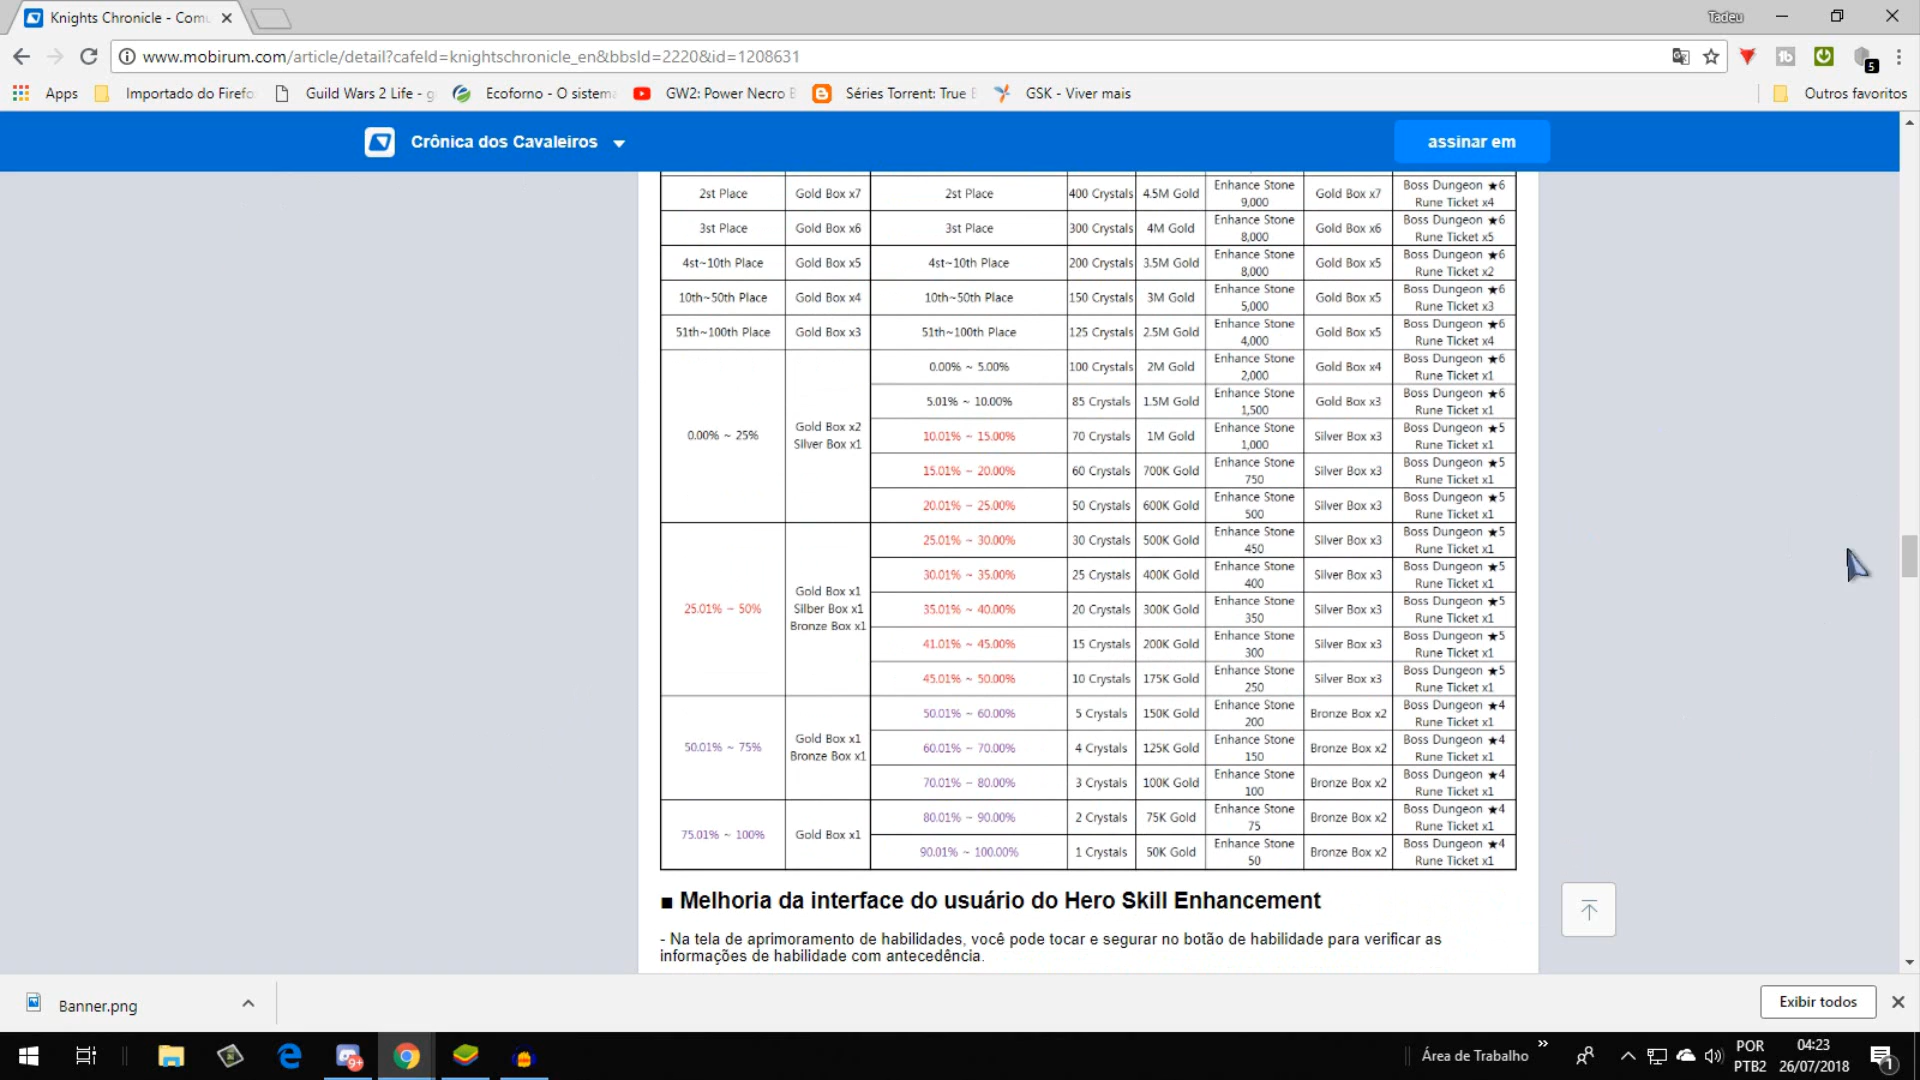 Knights Chronicle - Comu
Tadeu
www.mobirum.com/article/detail?cafeId=knightschronicle_en&bbsId=2220&id=1208631
5
Apps Importado do Firefo Guild Wars 2 Life - g Ecoforno - O sistema GW2: Power Necro B Séries Torrent: True B GSK - Viver mais Outros favoritos
Crônica dos Cavaleiros assinar em
2st Place Gold Box x7 2st Place 400 Crystals 4.5M Gold Enhance Stone 9,000 Gold Box x7 Boss Dungeon ★6 Rune Ticket x4
3st Place Gold Box x6 3st Place 300 Crystals 4M Gold Enhance Stone 8,000 Gold Box x6 Boss Dungeon ★6 Rune Ticket x5
4st~10th Place Gold Box x5 4st~10th Place 200 Crystals 3.5M Gold Enhance Stone 8,000 Gold Box x5 Boss Dungeon ★6 Rune Ticket x2
10th~50th Place Gold Box x4 10th~50th Place 150 Crystals 3M Gold Enhance Stone 5,000 Gold Box x5 Boss Dungeon ★6 Rune Ticket x3
51th~100th Place Gold Box x3 51th~100th Place 125 Crystals 2.5M Gold Enhance Stone 4,000 Gold Box x5 Boss Dungeon ★6 Rune Ticket x4
0.00% ~ 25% Gold Box x2 Silver Box x1
0.00% ~ 5.00% 100 Crystals 2M Gold Enhance Stone 2,000 Gold Box x4 Boss Dungeon ★6 Rune Ticket x1
5.01% ~ 10.00% 85 Crystals 1.5M Gold Enhance Stone 1,500 Gold Box x3 Boss Dungeon ★6 Rune Ticket x1
10.01% ~ 15.00% 70 Crystals 1M Gold Enhance Stone 1,000 Silver Box x3 Boss Dungeon ★5 Rune Ticket x1
15.01% ~ 20.00% 60 Crystals 700K Gold Enhance Stone 750 Silver Box x3 Boss Dungeon ★5 Rune Ticket x1
20.01% ~ 25.00% 50 Crystals 600K Gold Enhance Stone 500 Silver Box x3 Boss Dungeon ★5 Rune Ticket x1
25.01% ~ 50% Gold Box x1 Silber Box x1 Bronze Box x1
25.01% ~ 30.00% 30 Crystals 500K Gold Enhance Stone 450 Silver Box x3 Boss Dungeon ★5 Rune Ticket x1
30.01% ~ 35.00% 25 Crystals 400K Gold Enhance Stone 400 Silver Box x3 Boss Dungeon ★5 Rune Ticket x1
35.01% ~ 40.00% 20 Crystals 300K Gold Enhance Stone 350 Silver Box x3 Boss Dungeon ★5 Rune Ticket x1
41.01% ~ 45.00% 15 Crystals 200K Gold Enhance Stone 300 Silver Box x3 Boss Dungeon ★5 Rune Ticket x1
45.01% ~ 50.00% 10 Crystals 175K Gold Enhance Stone 250 Silver Box x3 Boss Dungeon ★5 Rune Ticket x1
50.01% ~ 75% Gold Box x1 Bronze Box x1
50.01% ~ 60.00% 5 Crystals 150K Gold Enhance Stone 200 Bronze Box x2 Boss Dungeon ★4 Rune Ticket x1
60.01% ~ 70.00% 4 Crystals 125K Gold Enhance Stone 150 Bronze Box x2 Boss Dungeon ★4 Rune Ticket x1
70.01% ~ 80.00% 3 Crystals 100K Gold Enhance Stone 100 Bronze Box x2 Boss Dungeon ★4 Rune Ticket x1
75.01% ~ 100% Gold Box x1
80.01% ~ 90.00% 2 Crystals 75K Gold Enhance Stone 75 Bronze Box x2 Boss Dungeon ★4 Rune Ticket x1
90.01% ~ 100.00% 1 Crystals 50K Gold Enhance Stone 50 Bronze Box x2 Boss Dungeon ★4 Rune Ticket x1
■ Melhoria da interface do usuário do Hero Skill Enhancement
- Na tela de aprimoramento de habilidades, você pode tocar e segurar no botão de habilidade para verificar as
informações de habilidade com antecedência.
Banner.png Exibir todos
9+
Área de Trabalho » POR PTB2 04:23 26/07/2018 1